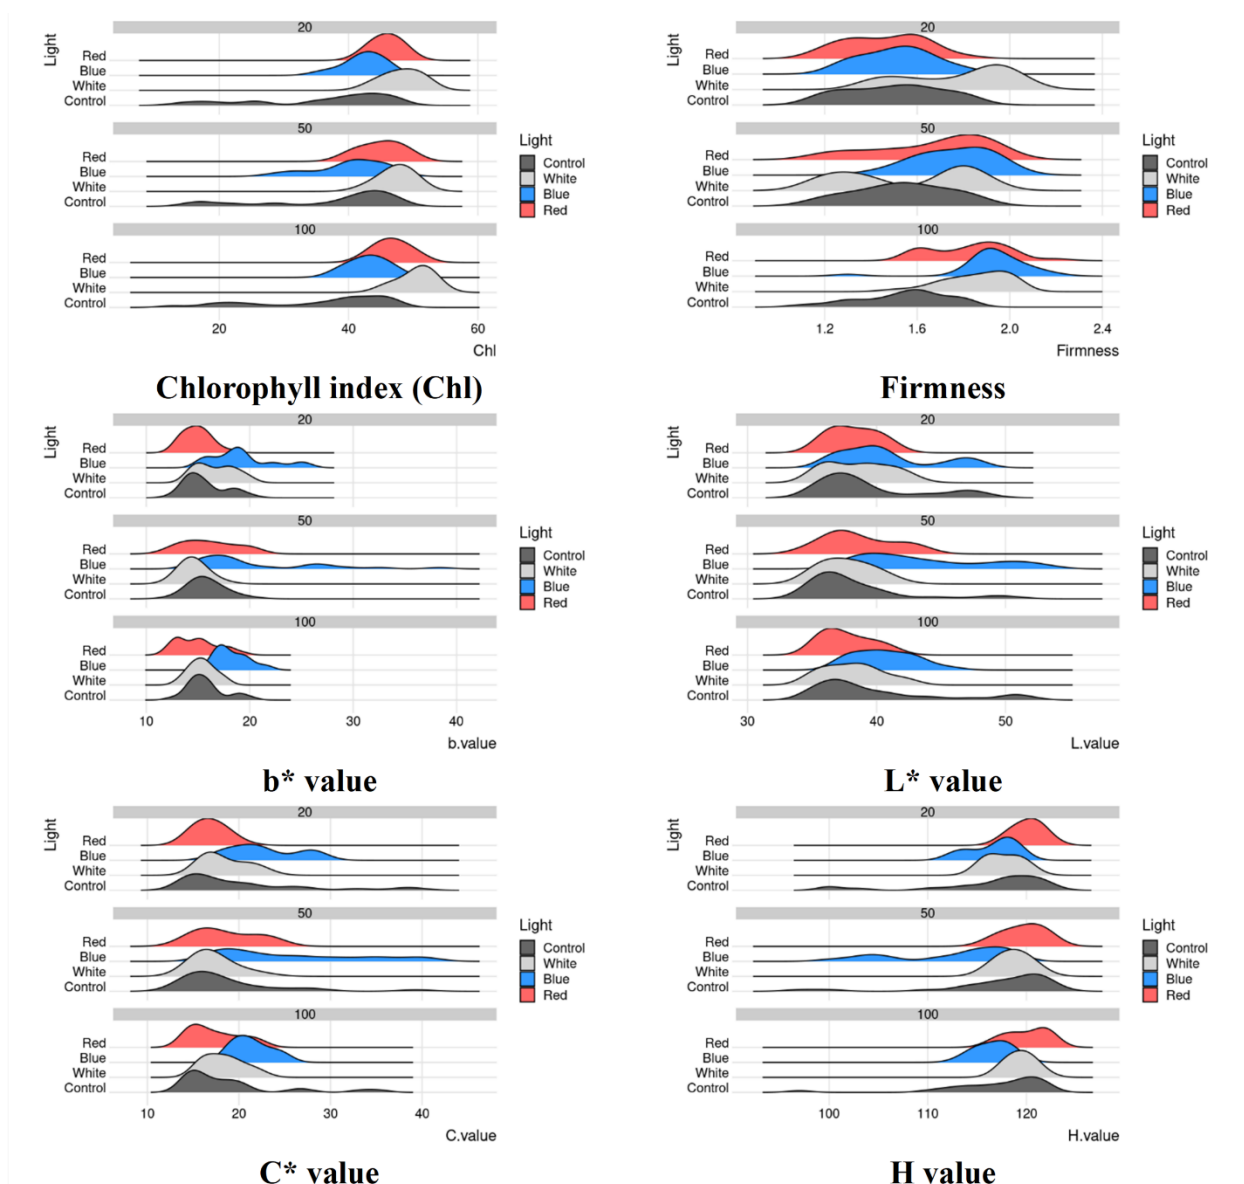 20
Light
Red
Blue
White
Control
50
Red
Blue
White
Control
100
Red
Blue
White
Control
20 40 60
Chl
Light
Control
White
Blue
Red
Chlorophyll index (Chl)
20
Light
Red
Blue
White
Control
50
Red
Blue
White
Control
100
Red
Blue
White
Control
1.2 1.6 2.0 2.4
Firmness
Light
Control
White
Blue
Red
Firmness
20
Light
Red
Blue
White
Control
50
Red
Blue
White
Control
100
Red
Blue
White
Control
10 20 30 40
b.value
Light
Control
White
Blue
Red
b* value
20
Light
Red
Blue
White
Control
50
Red
Blue
White
Control
100
Red
Blue
White
Control
30 40 50
L.value
Light
Control
White
Blue
Red
L* value
20
Light
Red
Blue
White
Control
50
Red
Blue
White
Control
100
Red
Blue
White
Control
10 20 30 40
C.value
Light
Control
White
Blue
Red
C* value
20
Light
Red
Blue
White
Control
50
Red
Blue
White
Control
100
Red
Blue
White
Control
100 110 120
H.value
Light
Control
White
Blue
Red
H value